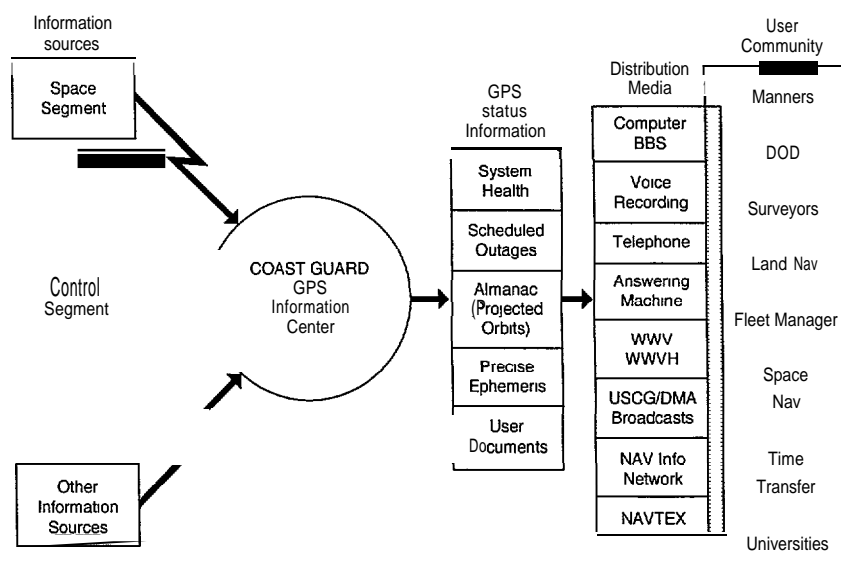 Information
sources
Space
Segment
Control
Segment
Other
Information
Sources
COAST GUARD
GPS
Information
Center
GPS
status
Information
System
Health
Scheduled
Outages
Almanac
(Projected
Orbits)
Precise
Ephemeris
User
Documents
Distribution
Media
Computer
BBS
Voice
Recording
Telephone
Answering
Machine
WWV
WWVH
USCG/DMA
Broadcasts
NAV Info
Network
NAVTEX
User
Community
Manners
DOD
Surveyors
Land Nav
Fleet Manager
Space
Nav
Time
Transfer
Universities